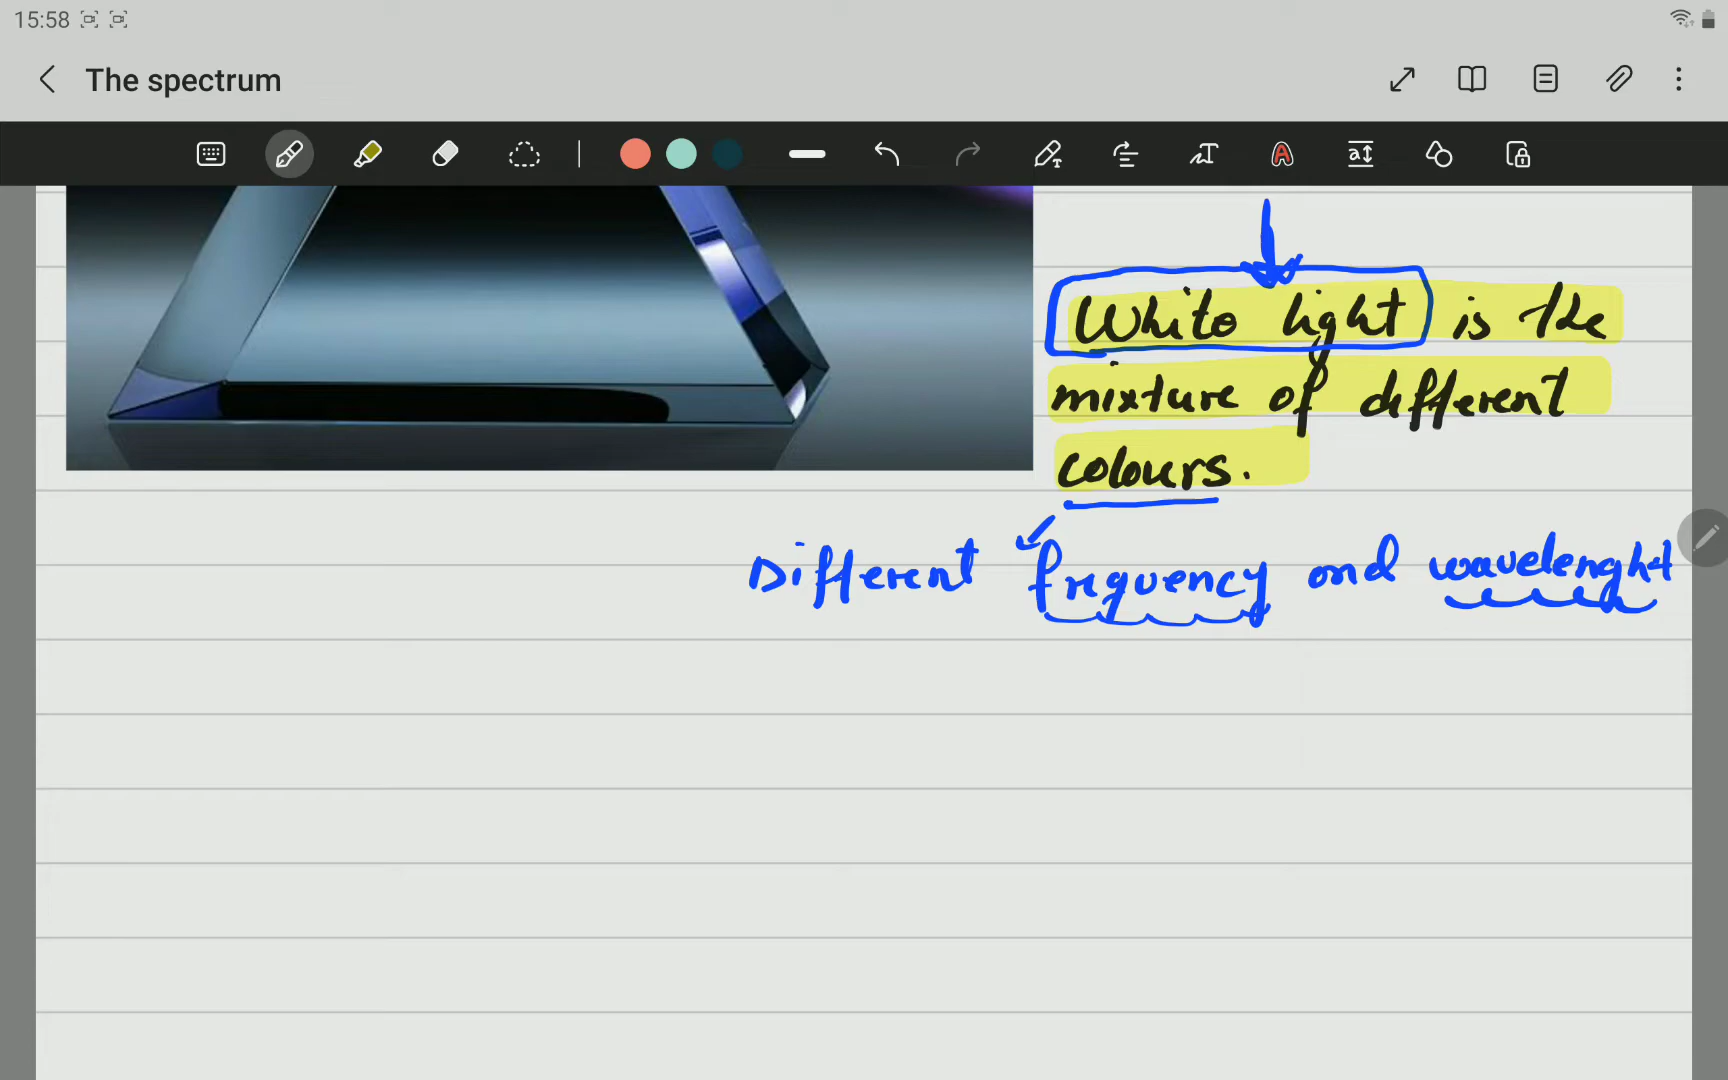 15:58
The spectrum
White light is the
mixture of different
colours.
Different frequency and wavelenght